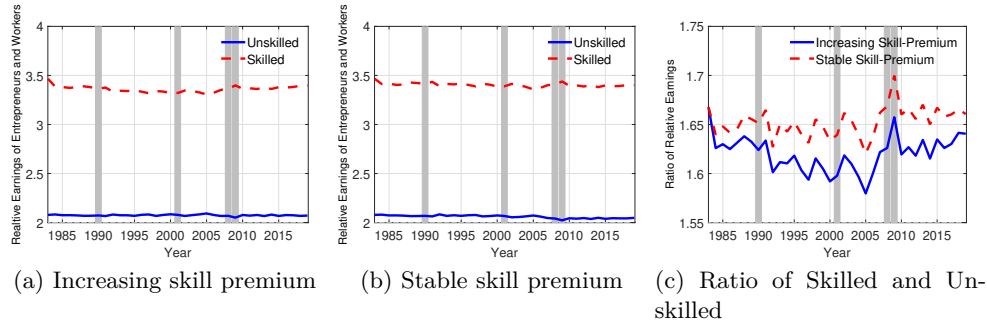 Relative Earnings of Entrepreneurs and Workers
4
3.5
3
2.5
2
Unskilled
Skilled
1985 1990 1995 2000 2005 2010 2015
Year
(a) Increasing skill premium
Relative Earnings of Entrepreneurs and Workers
4
3.5
3
2.5
2
Unskilled
Skilled
1985 1990 1995 2000 2005 2010 2015
Year
(b) Stable skill premium
Ratio of Relative Earnings
1.75
1.7
1.65
1.6
1.55
Increasing Skill-Premium
Stable Skill-Premium
1985 1990 1995 2000 2005 2010 2015
Year
(c) Ratio of Skilled and Un-
skilled